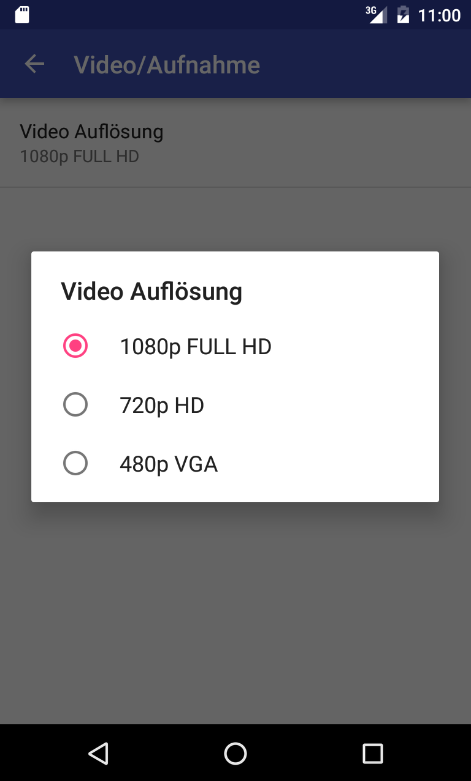 3G 11:00
Video/Aufnahme
Video Auflösung
1080p FULL HD
Video Auflösung
1080p FULL HD
720p HD
480p VGA